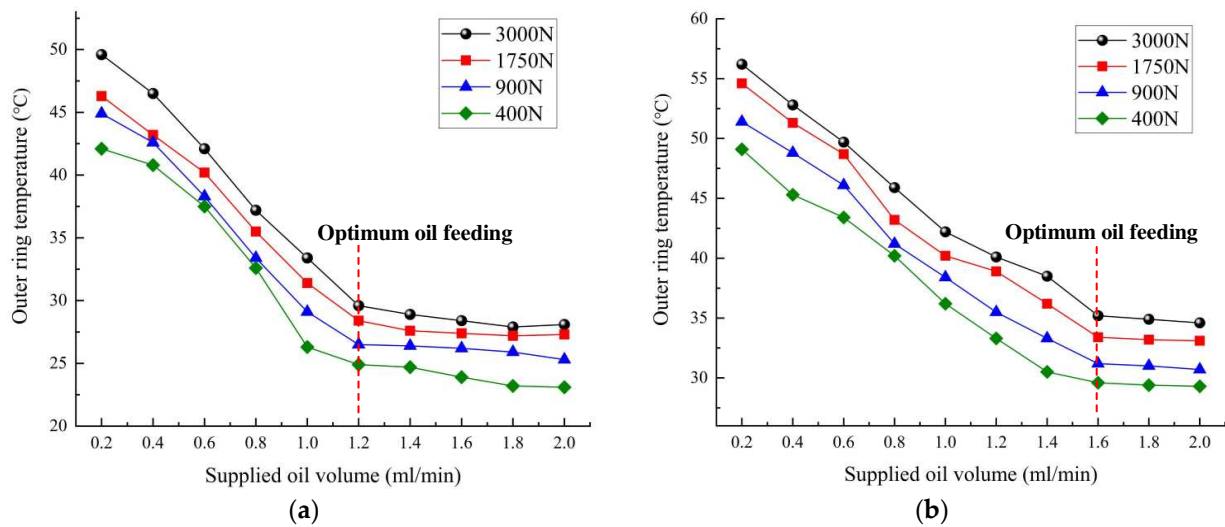 50
45
40
35
30
25
20
Outer ring temperature (°C)
3000N
1750N
900N
400N
Optimum oil feeding
0.2 0.4 0.6 0.8 1.0 1.2 1.4 1.6 1.8 2.0
Supplied oil volume (ml/min)
(a)
60
55
50
45
40
35
30
Outer ring temperature (°C)
3000N
1750N
900N
400N
Optimum oil feeding
0.2 0.4 0.6 0.8 1.0 1.2 1.4 1.6 1.8 2.0
Supplied oil volume (ml/min)
(b)